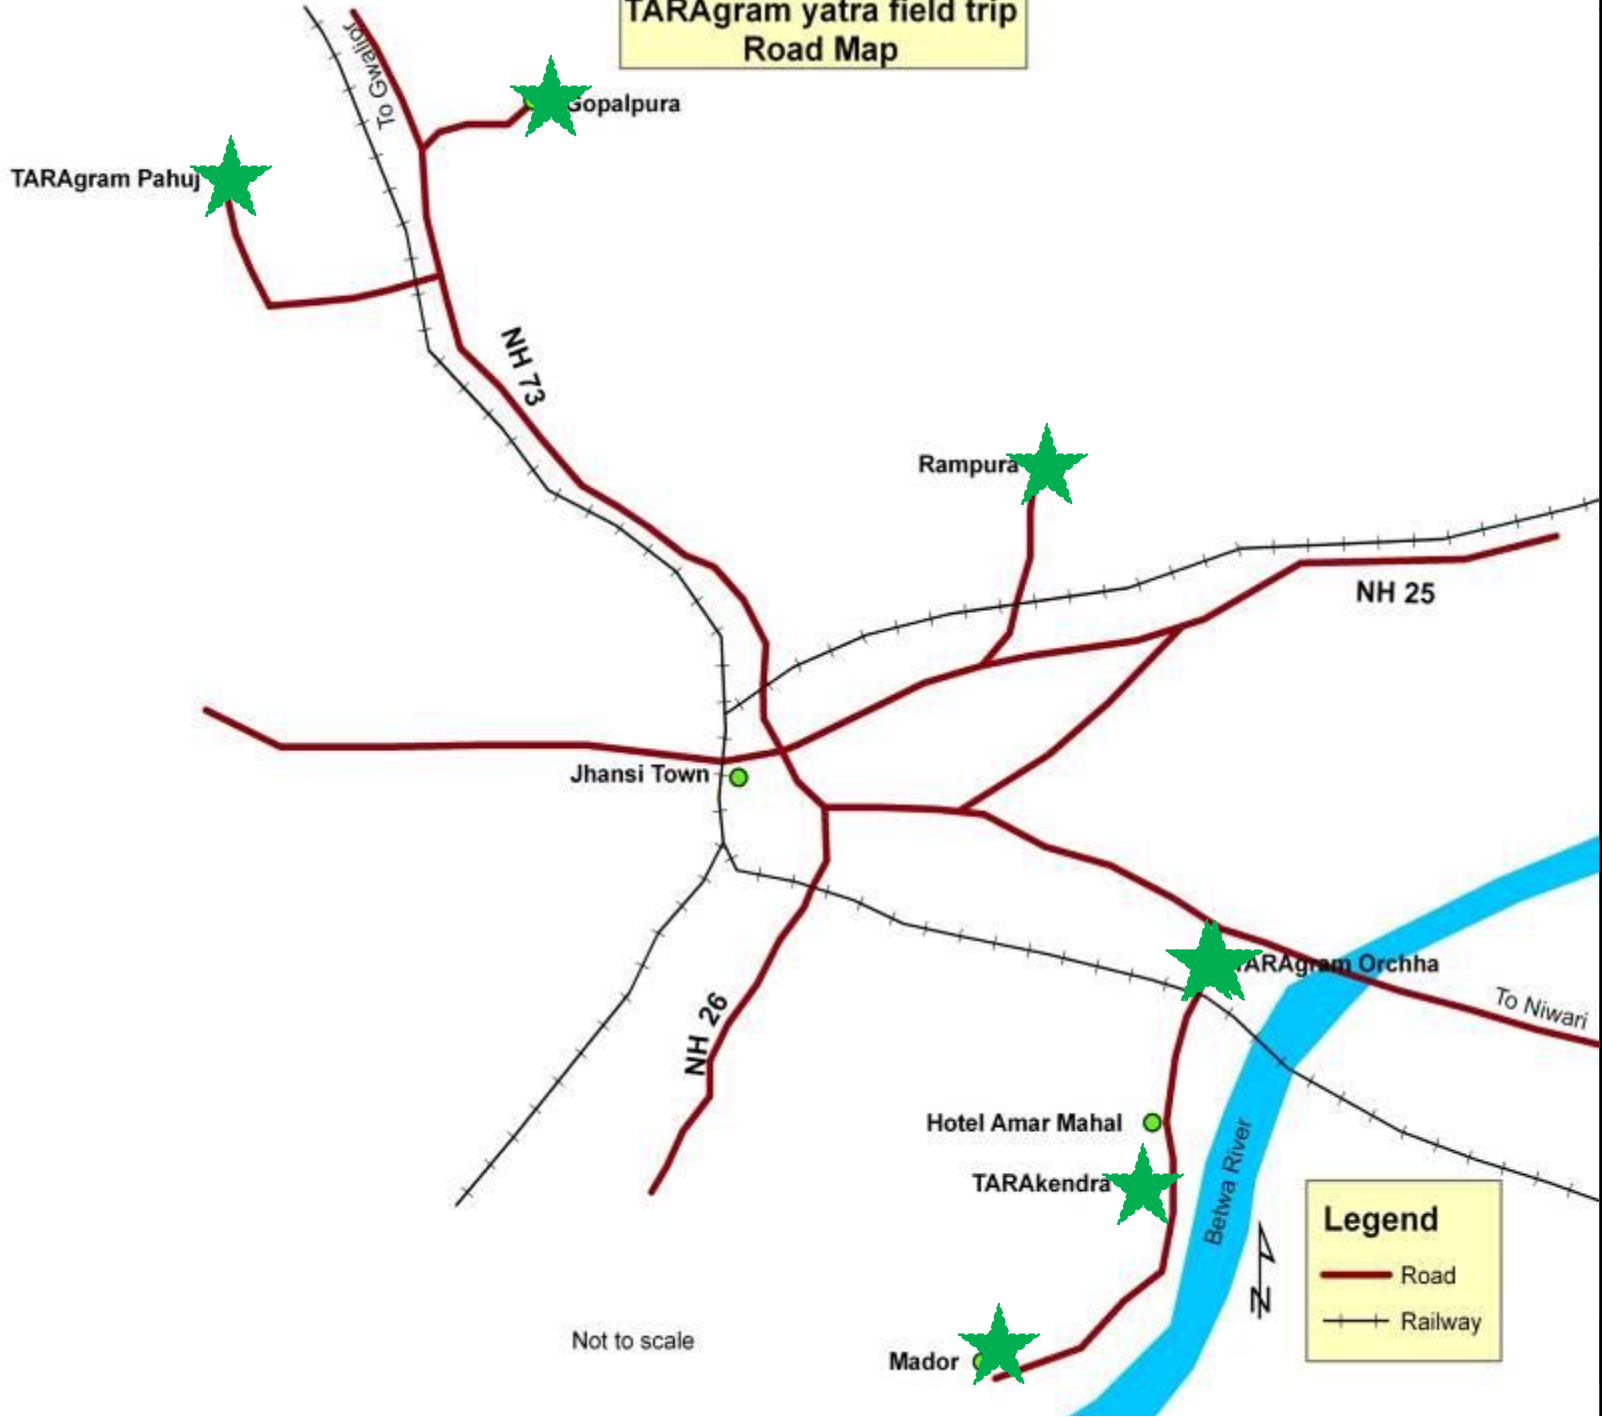 TARAgram yatra field trip
Road Map
To Gwalior
Gopalpura
TARAgram Pahuj
NH 73
Rampura
NH 25
Jhansi Town
TARAgram Orchha
To Niwari
NH 26
Hotel Amar Mahal
TARAkendra
Betwa River
Legend
Road
Railway
N
Not to scale
Mador